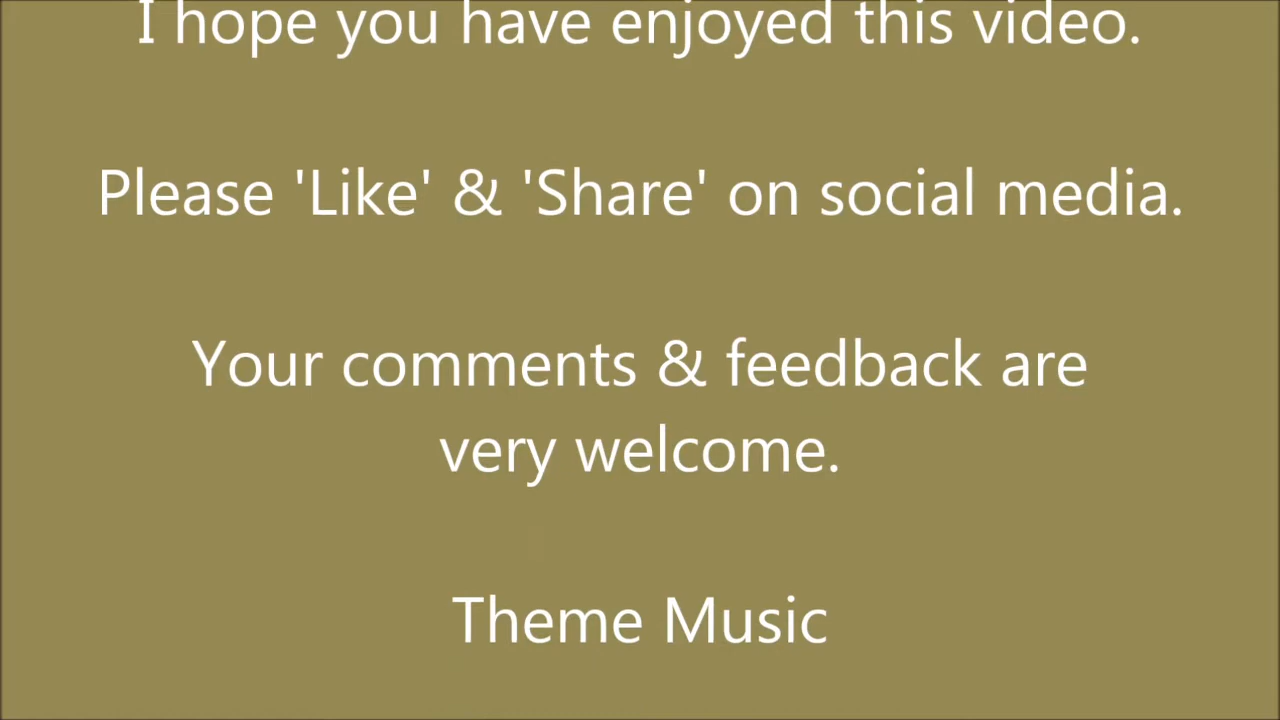 I hope you have enjoyed this video.
Please 'Like' & 'Share' on social media.
Your comments & feedback are
very welcome.
Theme Music